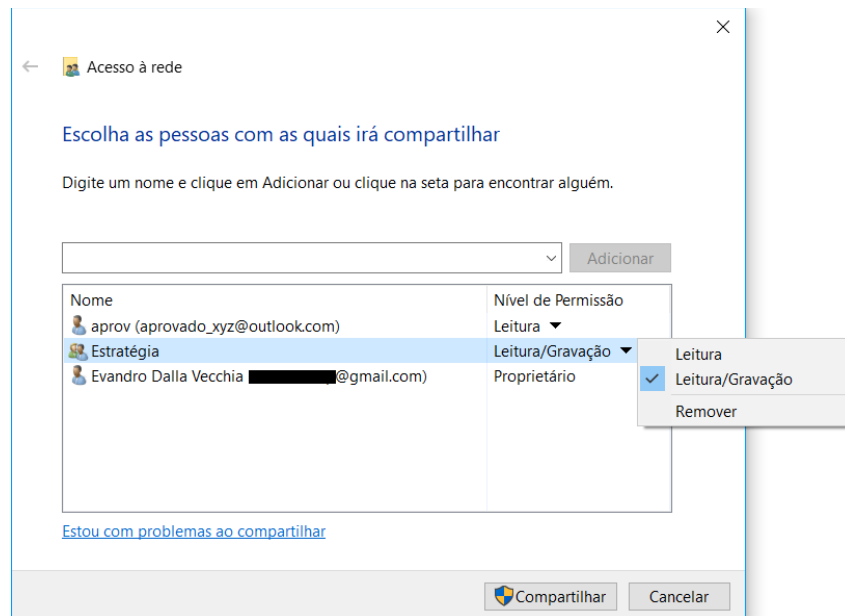 Acesso à rede
Escolha as pessoas com as quais irá compartilhar
Digite um nome e clique em Adicionar ou clique na seta para encontrar alguém.
Adicionar
Nome Nível de Permissão
aprov (aprovado_xyz@outlook.com) Leitura
Estratégia Leitura/Gravação
Evandro Dalla Vecchia @gmail.com) Proprietário
Leitura
Leitura/Gravação
Remover
Estou com problemas ao compartilhar
Compartilhar Cancelar